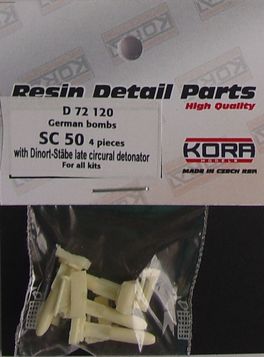 Resin Detail Parts
High Quality
D 72 120
German bombs
SC 50 4 pieces
with Dinort-Stäbe late circural detonator
For all kits
KORA
MODELS
MADE IN CZECH REP.